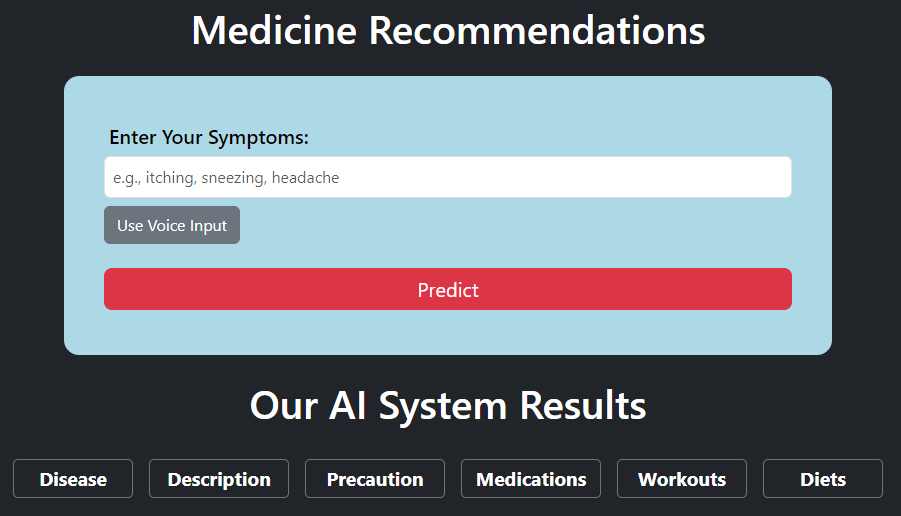 Medicine Recommendations
Enter Your Symptoms:
e.g., itching, sneezing, headache
Use Voice Input
Predict
Our AI System Results
Disease Description Precaution Medications Workouts Diets